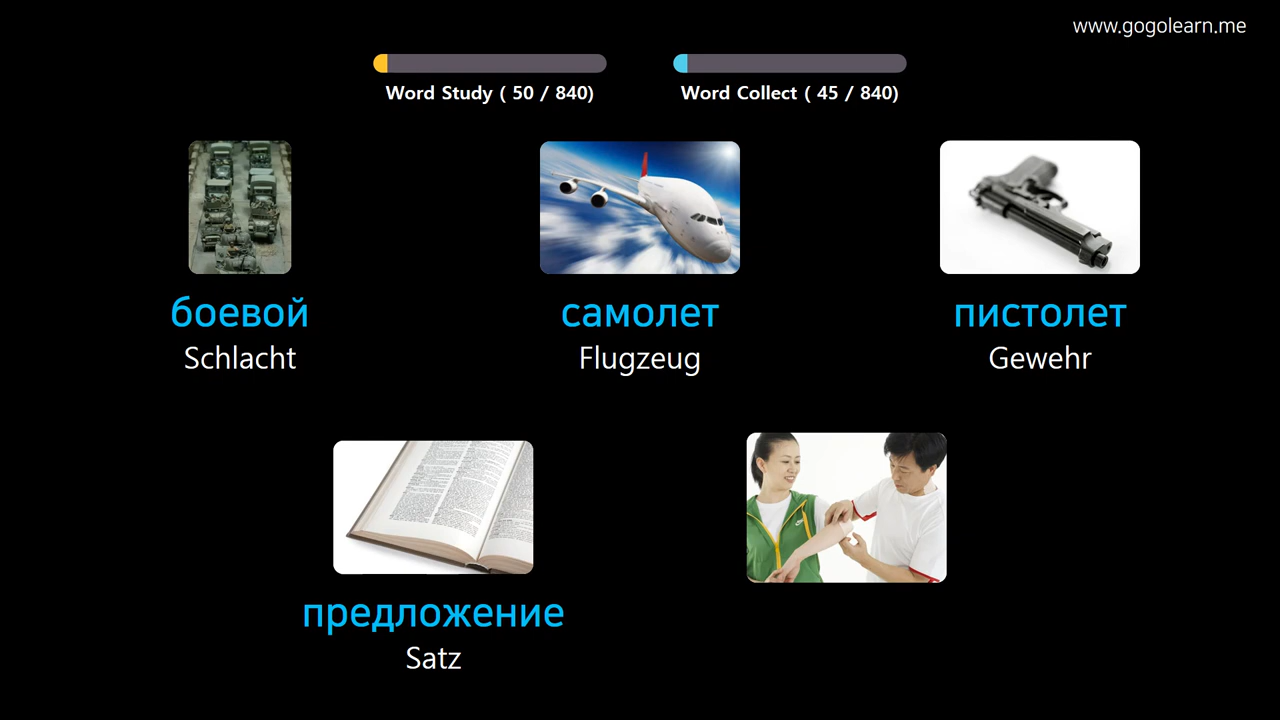 www.gogolearn.me
Word Study ( 50 / 840)
Word Collect ( 45 / 840)
боевой
Schlacht
самолет
Flugzeug
пистолет
Gewehr
предложение
Satz